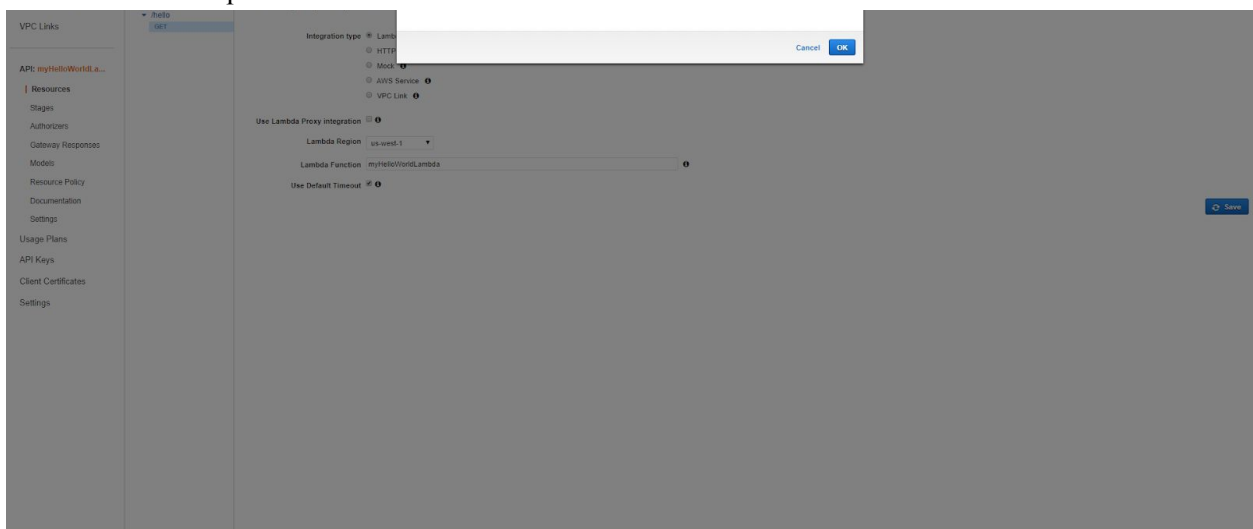 VPC Links
API: myHelloWorldLa...
Resources
Stages
Authorizers
Gateway Responses
Models
Resource Policy
Documentation
Settings
Usage Plans
API Keys
Client Certificates
Settings
/hello
GET
Integration type
Lamb
HTTP
Mock
AWS Service
VPC Link
Use Lambda Proxy integration
Lambda Region us-west-1
Lambda Function myHelloWorldLambda
Use Default Timeout
Cancel OK
Save